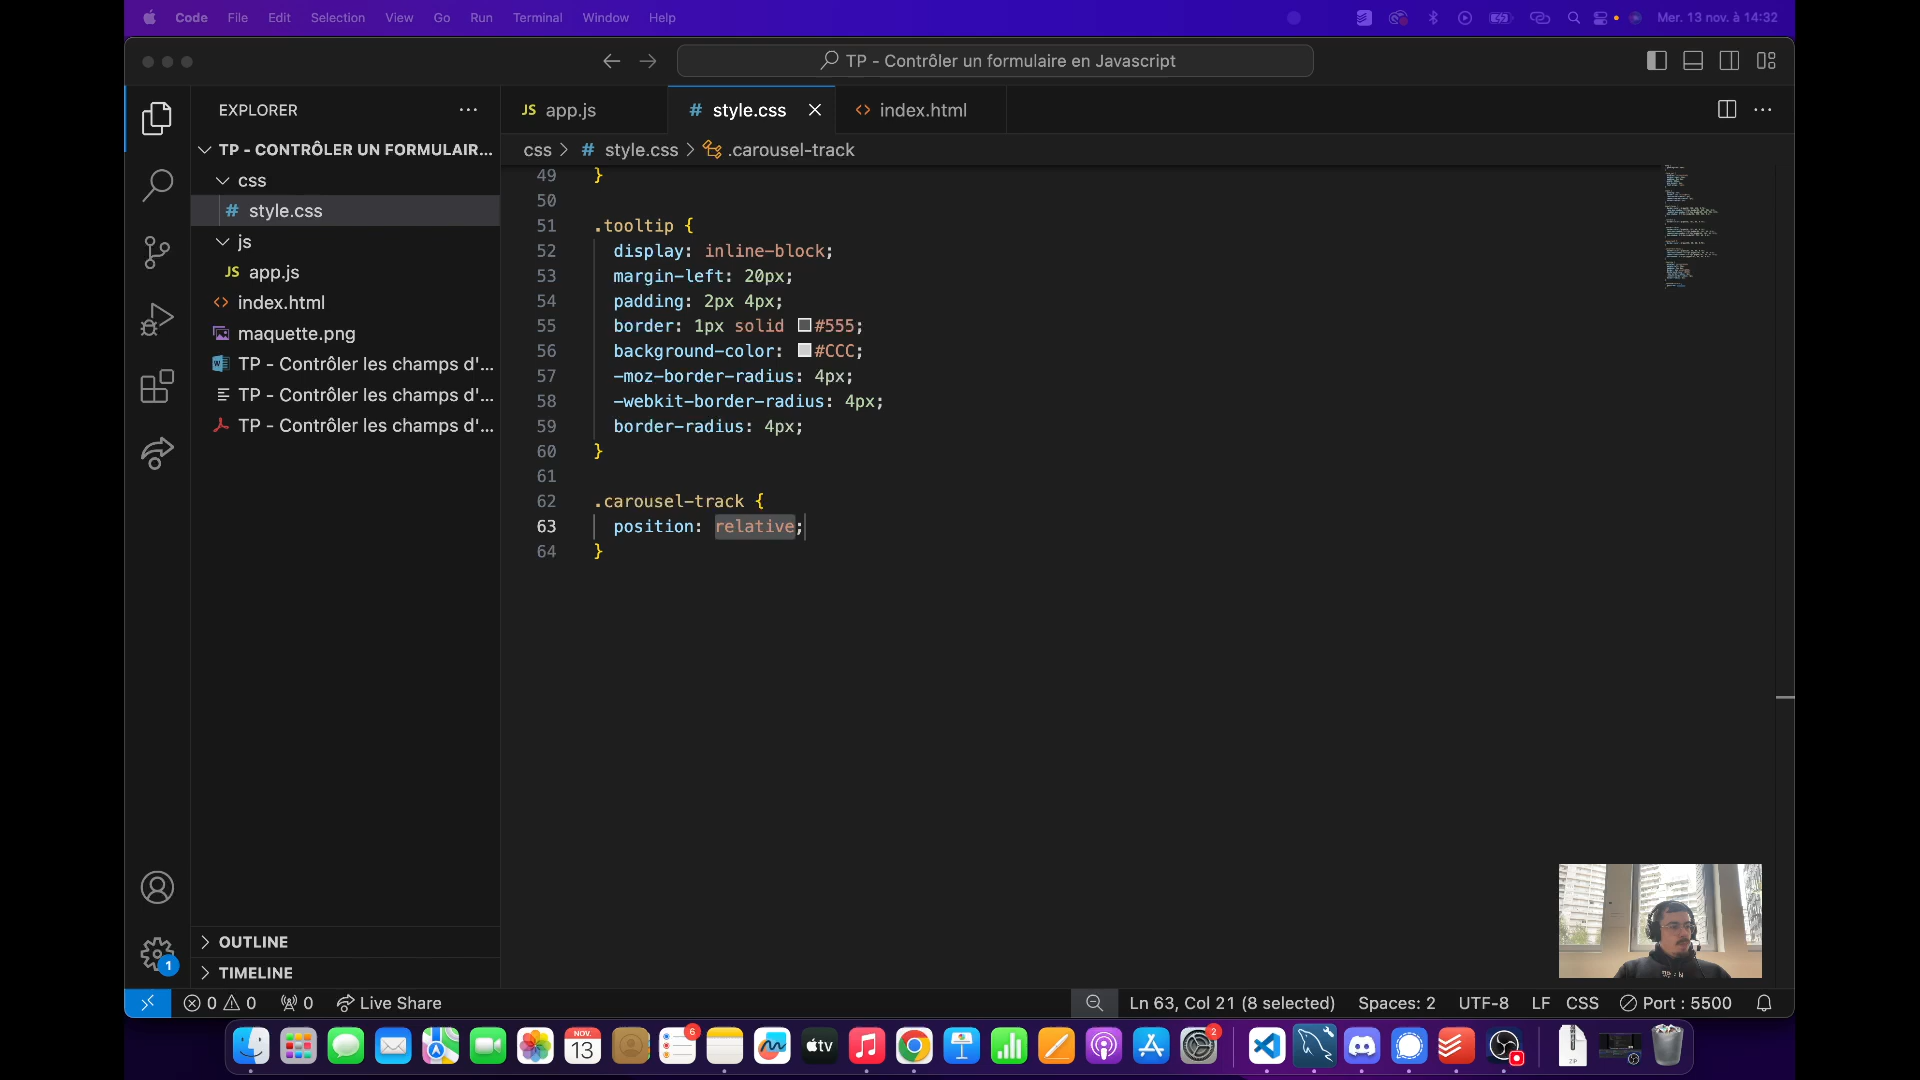 Code File Edit Selection View Go Run Terminal Window Help Mer. 13 nov. à 14:32
TP - Contrôler un formulaire en Javascript
EXPLORER
TP - CONTRÔLER UN FORMULAIR...
css
# style.css
js
JS app.js
<> index.html
maquette.png
TP - Contrôler les champs d'...
TP - Contrôler les champs d'...
TP - Contrôler les champs d'...
OUTLINE
TIMELINE
1
JS app.js
# style.css
<> index.html
css > # style.css > .carousel-track
49 }
50
51 .tooltip {
52 display: inline-block;
53 margin-left: 20px;
54 padding: 2px 4px;
55 border: 1px solid #555;
56 background-color: #CCC;
57 -moz-border-radius: 4px;
58 -webkit-border-radius: 4px;
59 border-radius: 4px;
60 }
61
62 .carousel-track {
63 position: relative;
64 }
0 0 0 Live Share Ln 63, Col 21 (8 selected) Spaces: 2 UTF-8 LF CSS Port : 5500
NOV.
13
6
tv
2
ZIP